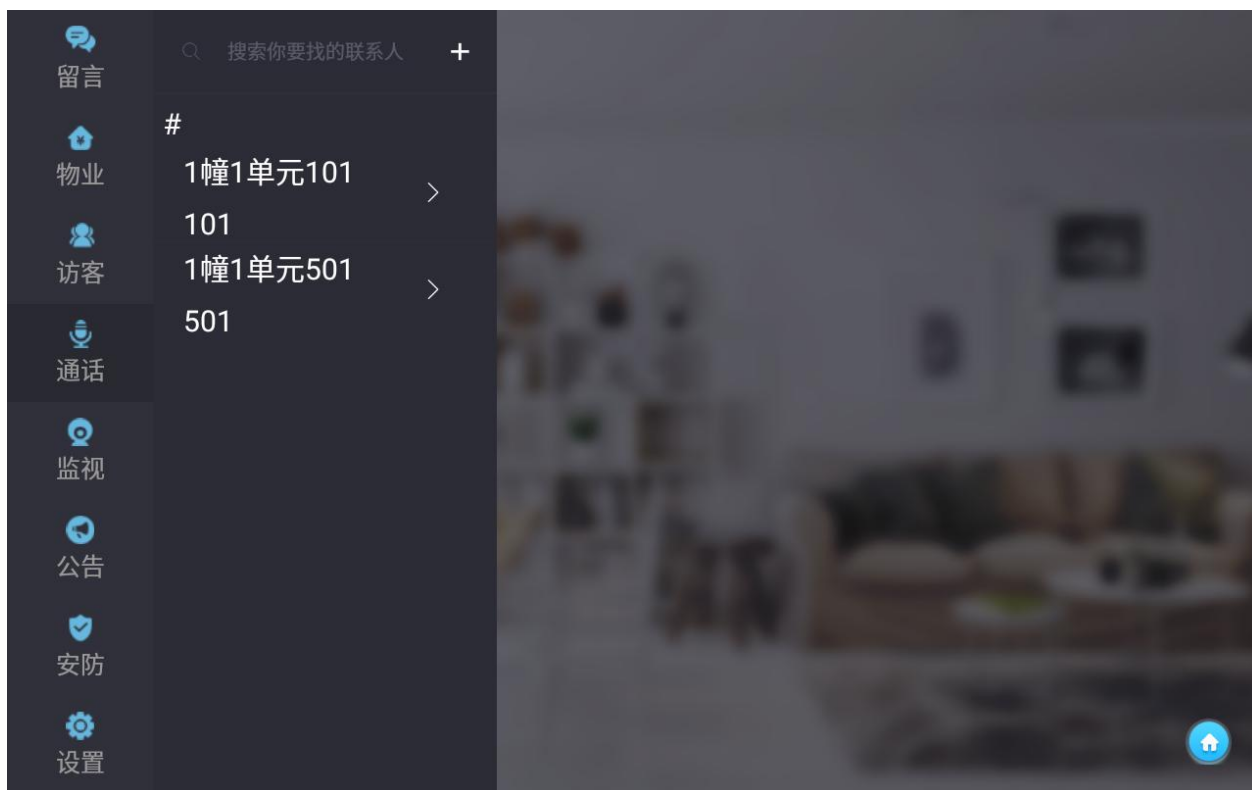 留言
物业
访客
通话
监视
公告
安防
设置
搜索你要找的联系人
+
#
1幢1单元101
101
1幢1单元501
501